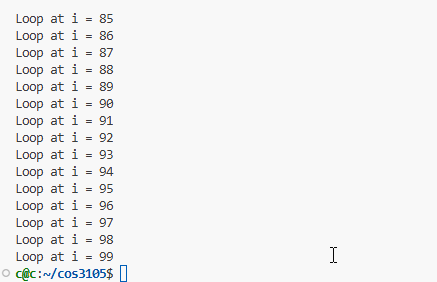 Loop at i = 85
Loop at i = 86
Loop at i = 87
Loop at i = 88
Loop at i = 89
Loop at i = 90
Loop at i = 91
Loop at i = 92
Loop at i = 93
Loop at i = 94
Loop at i = 95
Loop at i = 96
Loop at i = 97
Loop at i = 98
Loop at i = 99
c@c:~/cos3105$